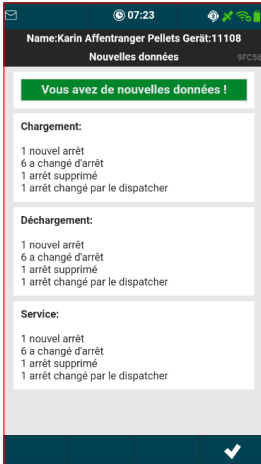 07:23
Name:Karin Affentranger Pellets Gerät:11108
Nouvelles données
9FC56
Vous avez de nouvelles données !
Chargement:
1 nouvel arrêt
6 a changé d'arrêt
1 arrêt supprimé
1 arrêt changé par le dispatcher
Déchargement:
1 nouvel arrêt
6 a changé d'arrêt
1 arrêt supprimé
1 arrêt changé par le dispatcher
Service:
1 nouvel arrêt
6 a changé d'arrêt
1 arrêt supprimé
1 arrêt changé par le dispatcher